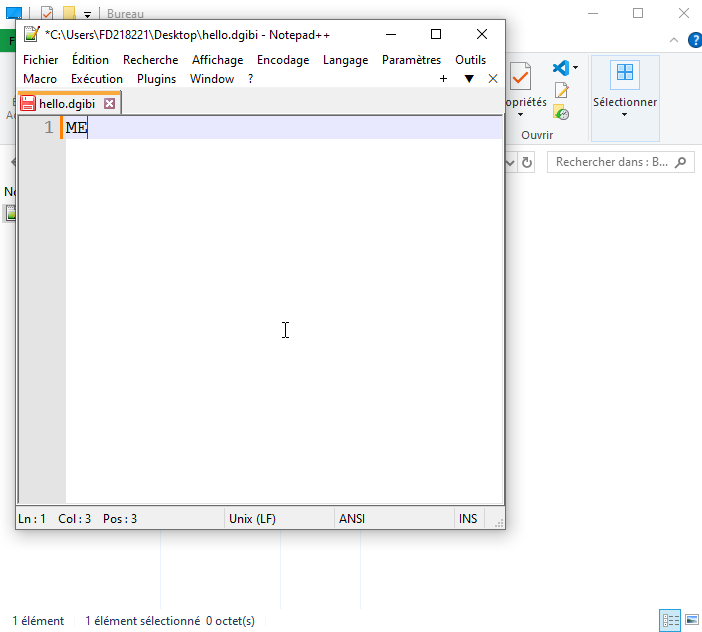 Bureau
*C:\Users\FD218221\Desktop\hello.dgibi - Notepad++
Fichier Édition Recherche Affichage Encodage Langage Paramètres Outils
Macro Exécution Plugins Window ?
hello.dgibi
1 ME
opriétés
Sélectionner
Ouvrir
Rechercher dans : B...
Ln : 1 Col : 3 Pos : 3 Unix (LF) ANSI INS
1 élément 1 élément sélectionné 0 octet(s)